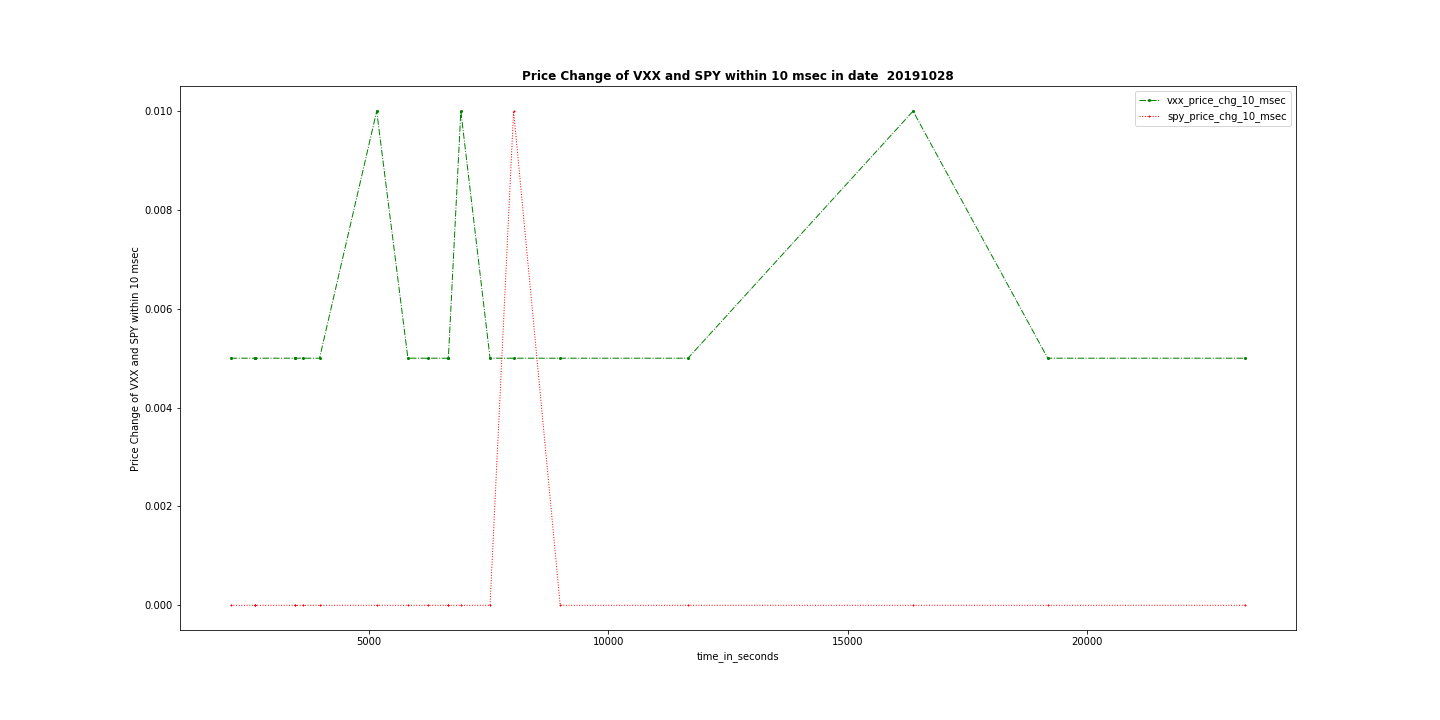 Price Change of VXX and SPY within 10 msec in date  20191028
vxx_price_chg_10_msec
spy_price_chg_10_msec
Price Change of VXX and SPY within 10 msec
0.010
0.008
0.006
0.004
0.002
0.000
5000
10000
15000
20000
time_in_seconds